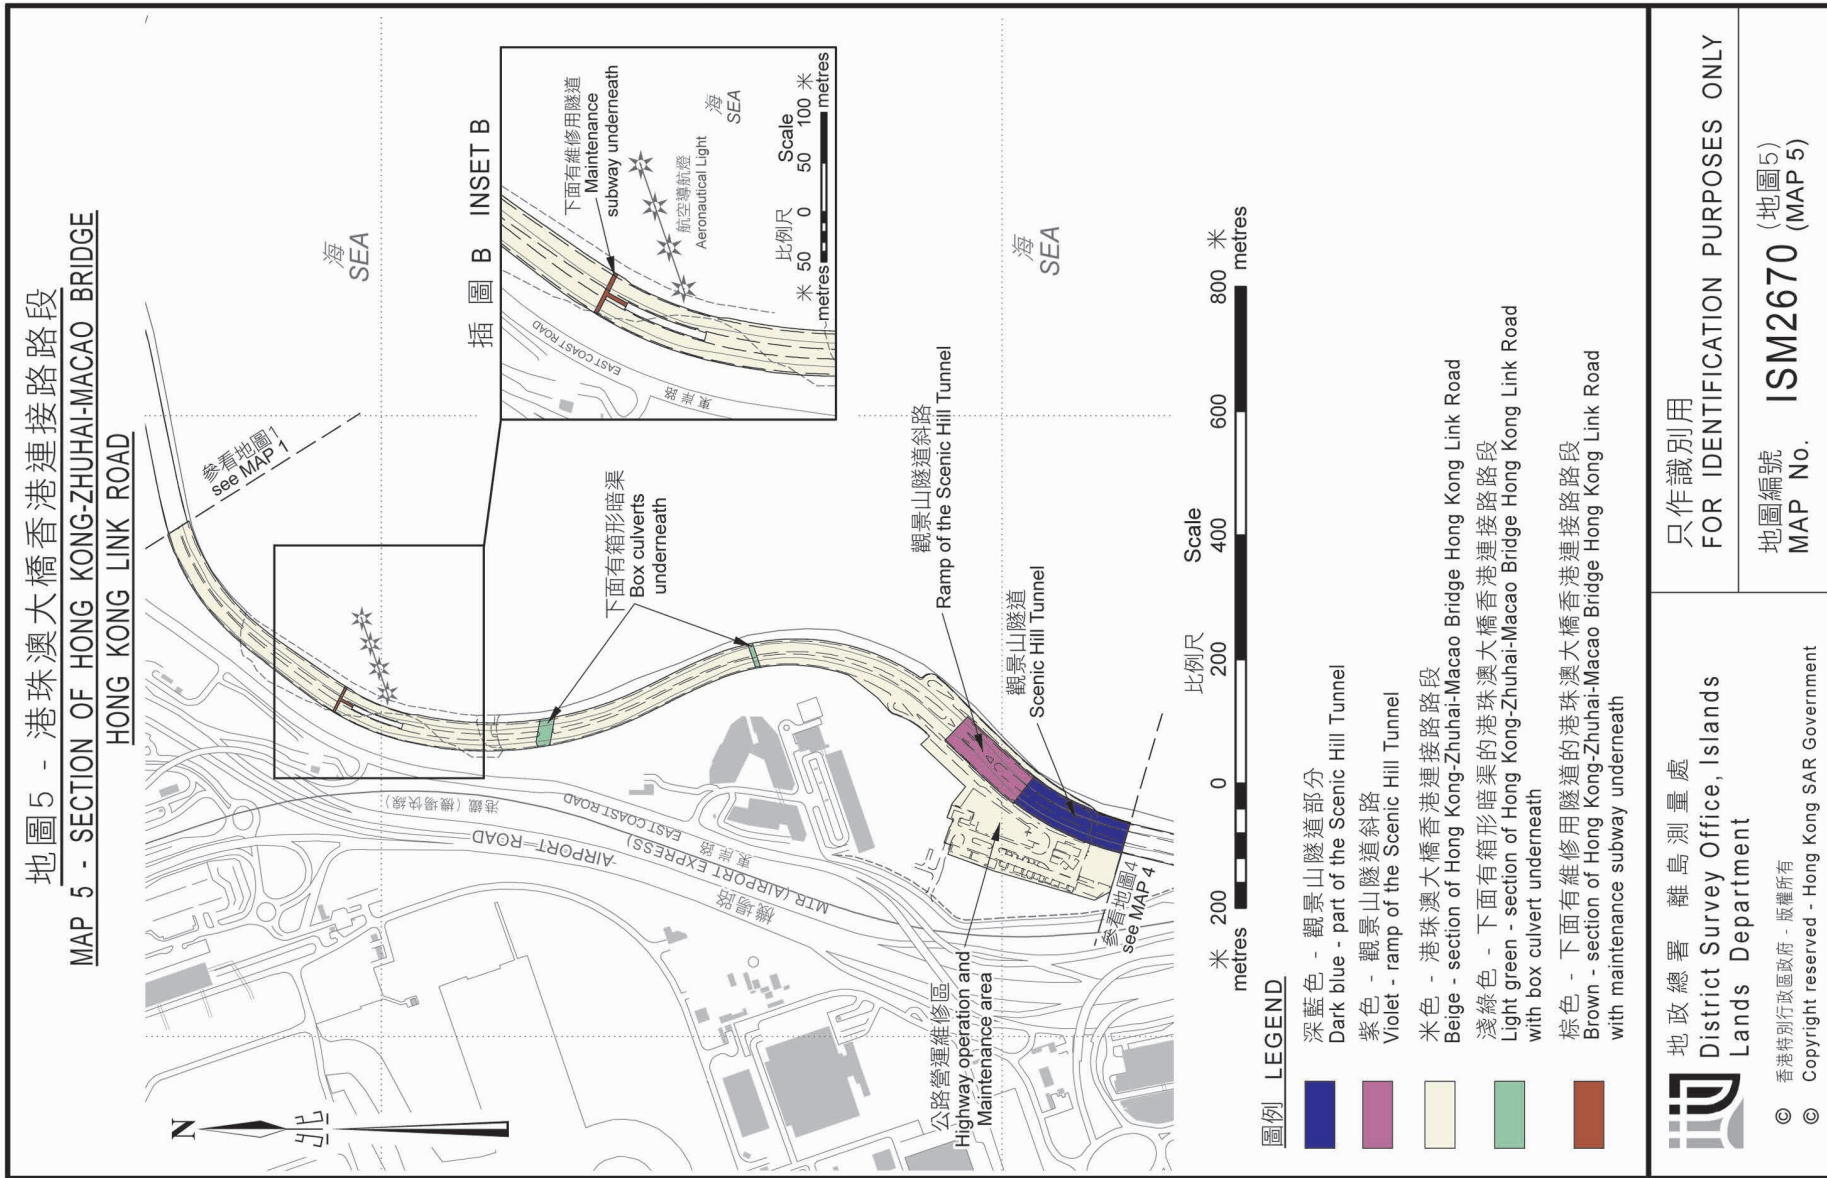 地圖5 - 港珠澳大橋香港連接路路段
MAP 5 - SECTION OF HONG KONG-ZHUHAI-MACAO BRIDGE
HONG KONG LINK ROAD
N
參看地圖1
see MAP 1
海
SEA
插圖 B INSET B
下面有維修用隧道
Maintenance
subway underneath
航空導航燈
Aeronautical Light
海
SEA
EAST COAST ROAD
東岸路
比例尺 Scale
米 50 0 50 100 米
metres metres
下面有箱形暗渠
Box culverts
underneath
港鐵 (機場快線)
MTR (AIRPORT EXPRESS)
EAST COAST ROAD
東岸路
AIRPORT ROAD
機場路
觀景山隧道斜路
Ramp of the Scenic Hill Tunnel
觀景山隧道
Scenic Hill Tunnel
海
SEA
公路營運維修區
Highway operation and
Maintenance area
參看地圖4
see MAP 4
比例尺 Scale
米 200 0 200 400 600 800 米
metres metres
圖例 LEGEND
深藍色 - 觀景山隧道部分
Dark blue - part of the Scenic Hill Tunnel
紫色 - 觀景山隧道斜路
Violet - ramp of the Scenic Hill Tunnel
米色 - 港珠澳大橋香港連接路路段
Beige - section of Hong Kong-Zhuhai-Macao Bridge Hong Kong Link Road
淺綠色 - 下面有箱形暗渠的港珠澳大橋香港連接路路段
Light green - section of Hong Kong-Zhuhai-Macao Bridge Hong Kong Link Road
with box culvert underneath
棕色 - 下面有維修用隧道的港珠澳大橋香港連接路路段
Brown - section of Hong Kong-Zhuhai-Macao Bridge Hong Kong Link Road
with maintenance subway underneath
地政總署 離島測量處
District Survey Office, Islands
Lands Department
© 香港特別行政區政府 - 版權所有
© Copyright reserved - Hong Kong SAR Government
只作識別用
FOR IDENTIFICATION PURPOSES ONLY
地圖編號 (地圖5)
MAP No. ISM2670 (MAP 5)